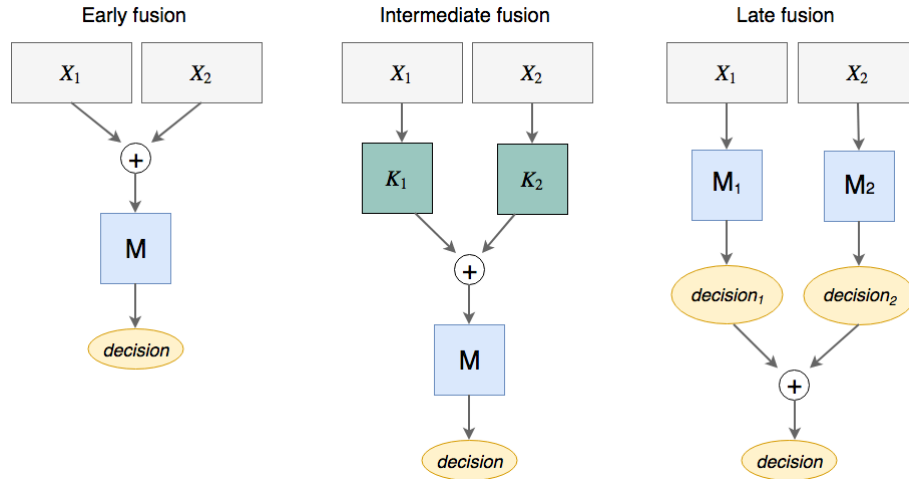 Early fusion
X₁ X₂
+
M
decision
Intermediate fusion
X₁ X₂
K₁ K₂
+
M
decision
Late fusion
X₁ X₂
M₁ M₂
decision₁ decision₂
+
decision